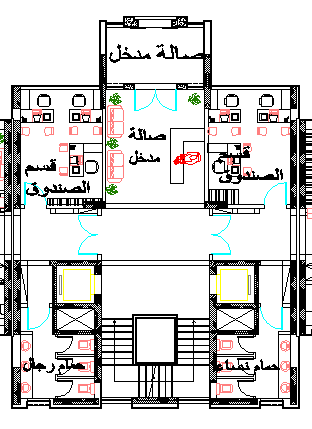 صالة مدخل
صالة
مدخل
قسم
الصندوق
قسم
الصندوق
حمام نساء
حمام رجال